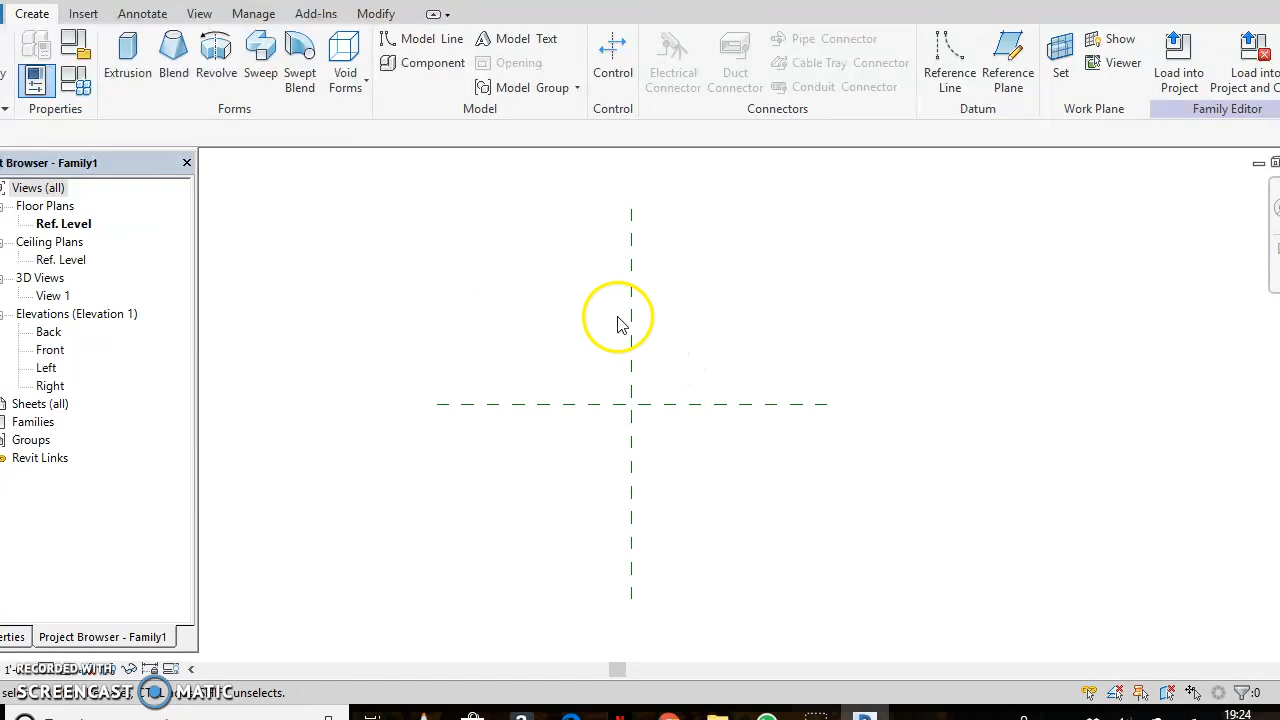 Create Insert Annotate View Manage Add-Ins Modify
Extrusion Blend Revolve Sweep Swept Blend Void Forms
Forms
Properties
Model Line
Component
Model Text
Opening
Model Group
Model
Control
Control
Electrical Connector
Duct Connector
Pipe Connector
Cable Tray Connector
Conduit Connector
Connectors
Reference Line
Reference Plane
Datum
Set
Show
Viewer
Work Plane
Load into Project
Load into Project and C
Family Editor
t Browser - Family1
Views (all)
Floor Plans
Ref. Level
Ceiling Plans
Ref. Level
3D Views
View 1
Elevations (Elevation 1)
Back
Front
Left
Right
Sheets (all)
Families
Groups
Revit Links
erties Project Browser - Family1
RECORDED WITH
SCREENCAST MATIC
unselects.
:0
19:24